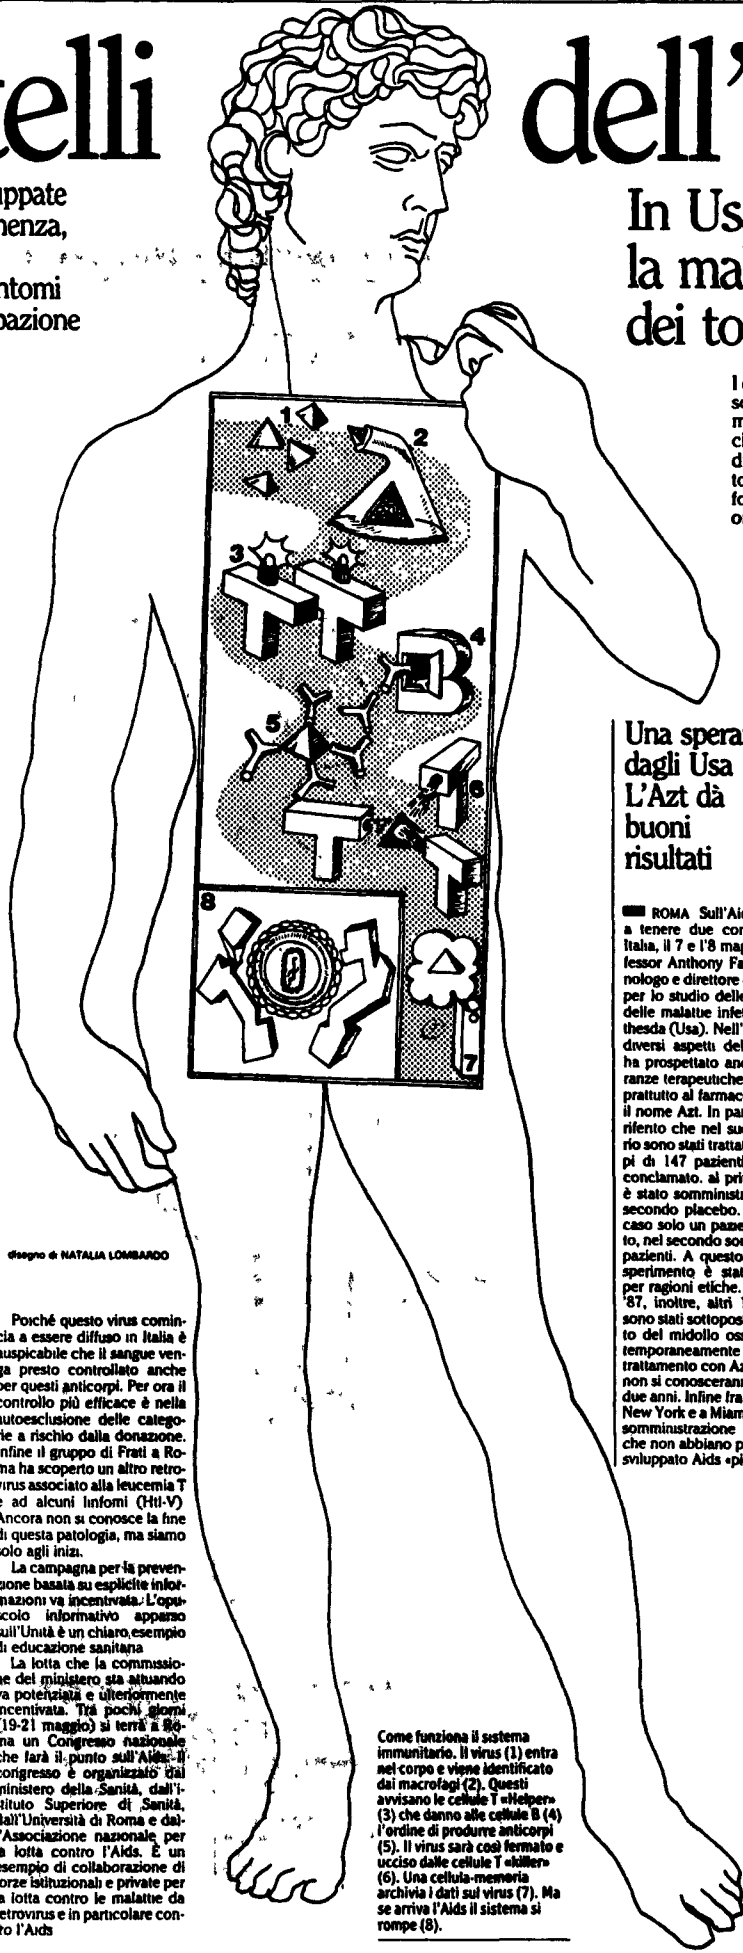 elli dell'
uppate
nenza,
ntomi
pazione
In Us
la mal
dei to
1
2
3
4
5
6
8
7
Una spera
dagli Usa
L'Azt dà
buoni
risultati
ROMA Sull'Aid
a tenere due con
Italia, il 7 e l'8 mag
fessor Anthony Fa
nologo e direttore
per lo studio delle
delle malattie infet
thesda (Usa). Nell'
diversi aspetti del
ha prospettato anc
ranze terapeutiche
prattutto al farmac
il nome Azt. In par
rifento che nel suo
rio sono stati tratta
pi di 147 pazienti
conclamato. al pri
è stato somministr
secondo placebo.
caso solo un pazie
to, nel secondo so
pazienti. A questo
sperimento è stat
per ragioni etiche.
'87, inoltre, altri
sono stati sottopos
to del midollo oss
temporaneamente
trattamento con Az
non si conosceran
due anni. Infine fra
New York e a Miam
somministrazione
che non abbiano p
sviluppato Aids «pi
disegno di NATALIA LOMBARDO
Poiché questo virus comin-
cia a essere diffuso in Italia è
auspicabile che il sangue ven-
ga presto controllato anche
per questi anticorpi. Per ora il
controllo più efficace è nella
autoesclusione delle catego-
rie a rischio dalla donazione.
Infine il gruppo di Frati a Ro-
ma ha scoperto un altro retro-
virus associato alla leucemia T
e ad alcuni linfomi (Htl-V)
Ancora non si conosce la fine
di questa patologia, ma siamo
solo agli inizi.
La campagna per la preven-
zione basata su esplicite infor-
mazioni va incentivata. L'opu-
scolo informativo apparso
sull'Unità è un chiaro esempio
di educazione sanitaria
La lotta che la commissio-
ne del ministero sta attuando
va potenziata e ulteriormente
incentivata. Tra pochi giorni
(19-21 maggio) si terrà a Ro-
ma un Congresso nazionale
che farà il punto sull'Aids. Il
congresso è organizzato dal
ministero della Sanità, dall'I-
stituto Superiore di Sanità,
dall'Università di Roma e dal-
l'Associazione nazionale per
la lotta contro l'Aids. È un
esempio di collaborazione di
forze istituzionali e private per
la lotta contro le malattie da
retrovirus e in particolare con-
tro l'Aids
Come funziona il sistema
immunitario. Il virus (1) entra
nel corpo e viene identificato
dai macrofagi (2). Questi
avvisano le cellule T «Helper»
(3) che danno alle cellule B (4)
l'ordine di produrre anticorpi
(5). Il virus sarà così fermato e
ucciso dalle cellule T «killer»
(6). Una cellula-memoria
archivia i dati sul virus (7). Ma
se arriva l'Aids il sistema si
rompe (8).